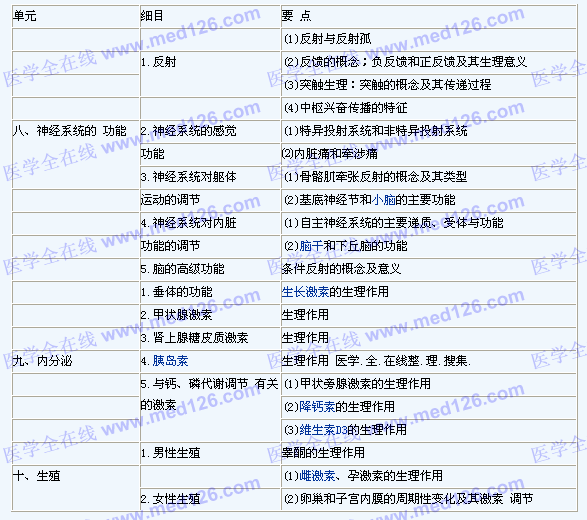 单元 细目 要 点
(1)反射与反射孤
1.反射 (2)反馈的概念；负反馈和正反馈及其生理意义
(3)突触生理：突触的概念及其传递过程
(4)中枢兴奋传播的特征
八、神经系统的 功能 2.神经系统的感觉 (1)特异投射系统和非特异投射系统
功能 ⑵内脏痛和牵涉痛
3.神经系统对躯体 (1)骨骼肌牵张反射的概念及其类型
运动的调节 (2)基底神经节和小脑的主要功能
4.神经系统对内脏 (1)自主神经系统的主要递质、受体与功能
功能的调节 (2)脑干和下丘脑的功能
5.脑的高级功能 条件反射的概念及意义
1.垂体的功能 生长激素的生理作用
2.甲状腺激素 生理作用
3.肾上腺糖皮质激素 生理作用
九、内分泌 4.胰岛素 生理作用 医学.全.在线整.理.搜集.
5.与钙、磷代谢调节 有关 (1)甲状旁腺激素的生理作用
的激素 (2)降钙素的生理作用
(3)维生素D3的生理作用
1.男性生殖 睾酮的生理作用
十、生殖 (1)雌激素、孕激素的生理作用
2.女性生殖 (2)卵巢和子宫内膜的周期性变化及其激素 调节
医学全在线 www.med126.com